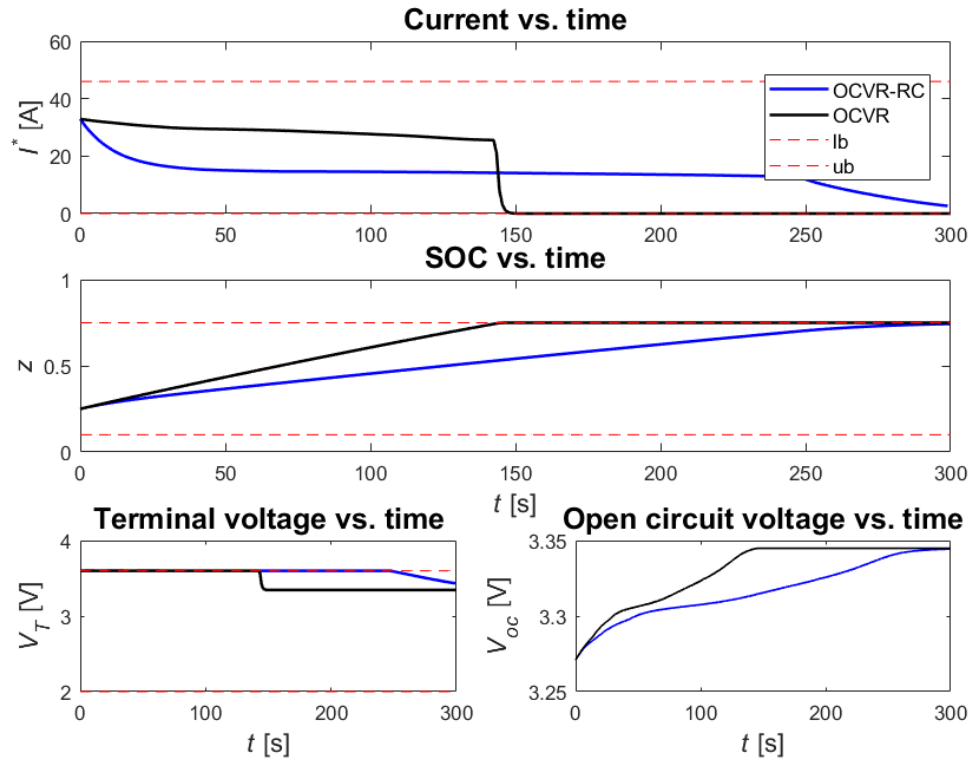 Current vs. time
60
40
20
0
I* [A]
OCVR-RC
OCVR
lb
ub
0 50 100 150 200 250 300
SOC vs. time
1
0.5
0
z
0 50 100 150 200 250 300
t [s]
Terminal voltage vs. time
4
3
2
V_T [V]
0 100 200 300
t [s]
Open circuit voltage vs. time
3.35
3.3
3.25
V_oc [V]
0 100 200 300
t [s]